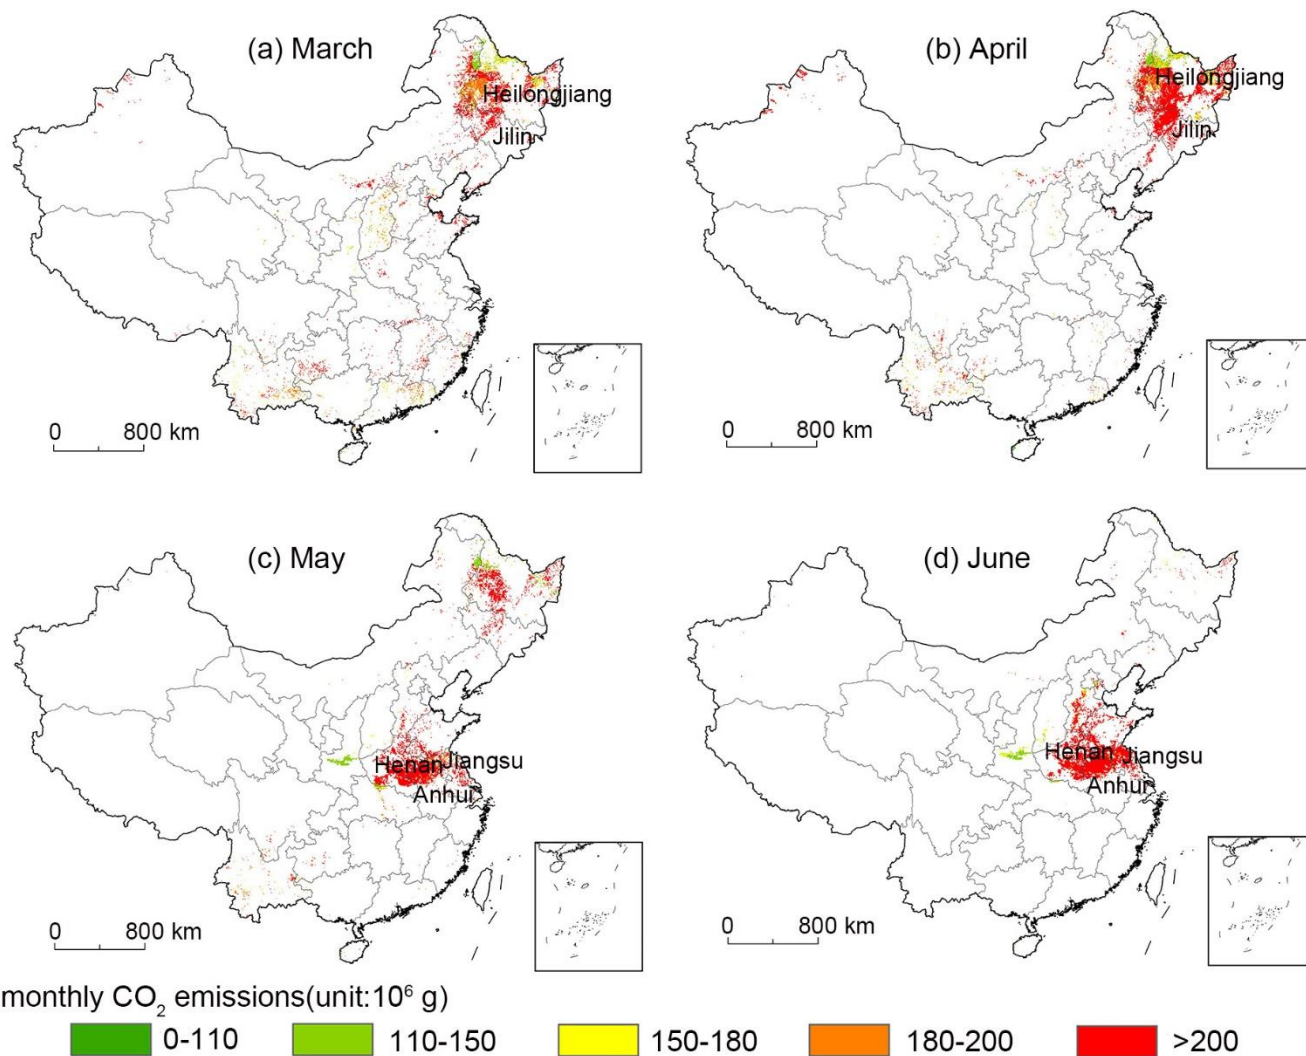 (a) March
(b) April
Heilongjiang
Heilongjiang
Jilin
Jilin
0 800 km
0 800 km
(c) May
(d) June
Henan
Jiangsu
Anhui
Henan
Jiangsu
Anhui
0 800 km
0 800 km
monthly CO₂ emissions(unit:10⁶ g)
0-110 110-150 150-180 180-200 >200